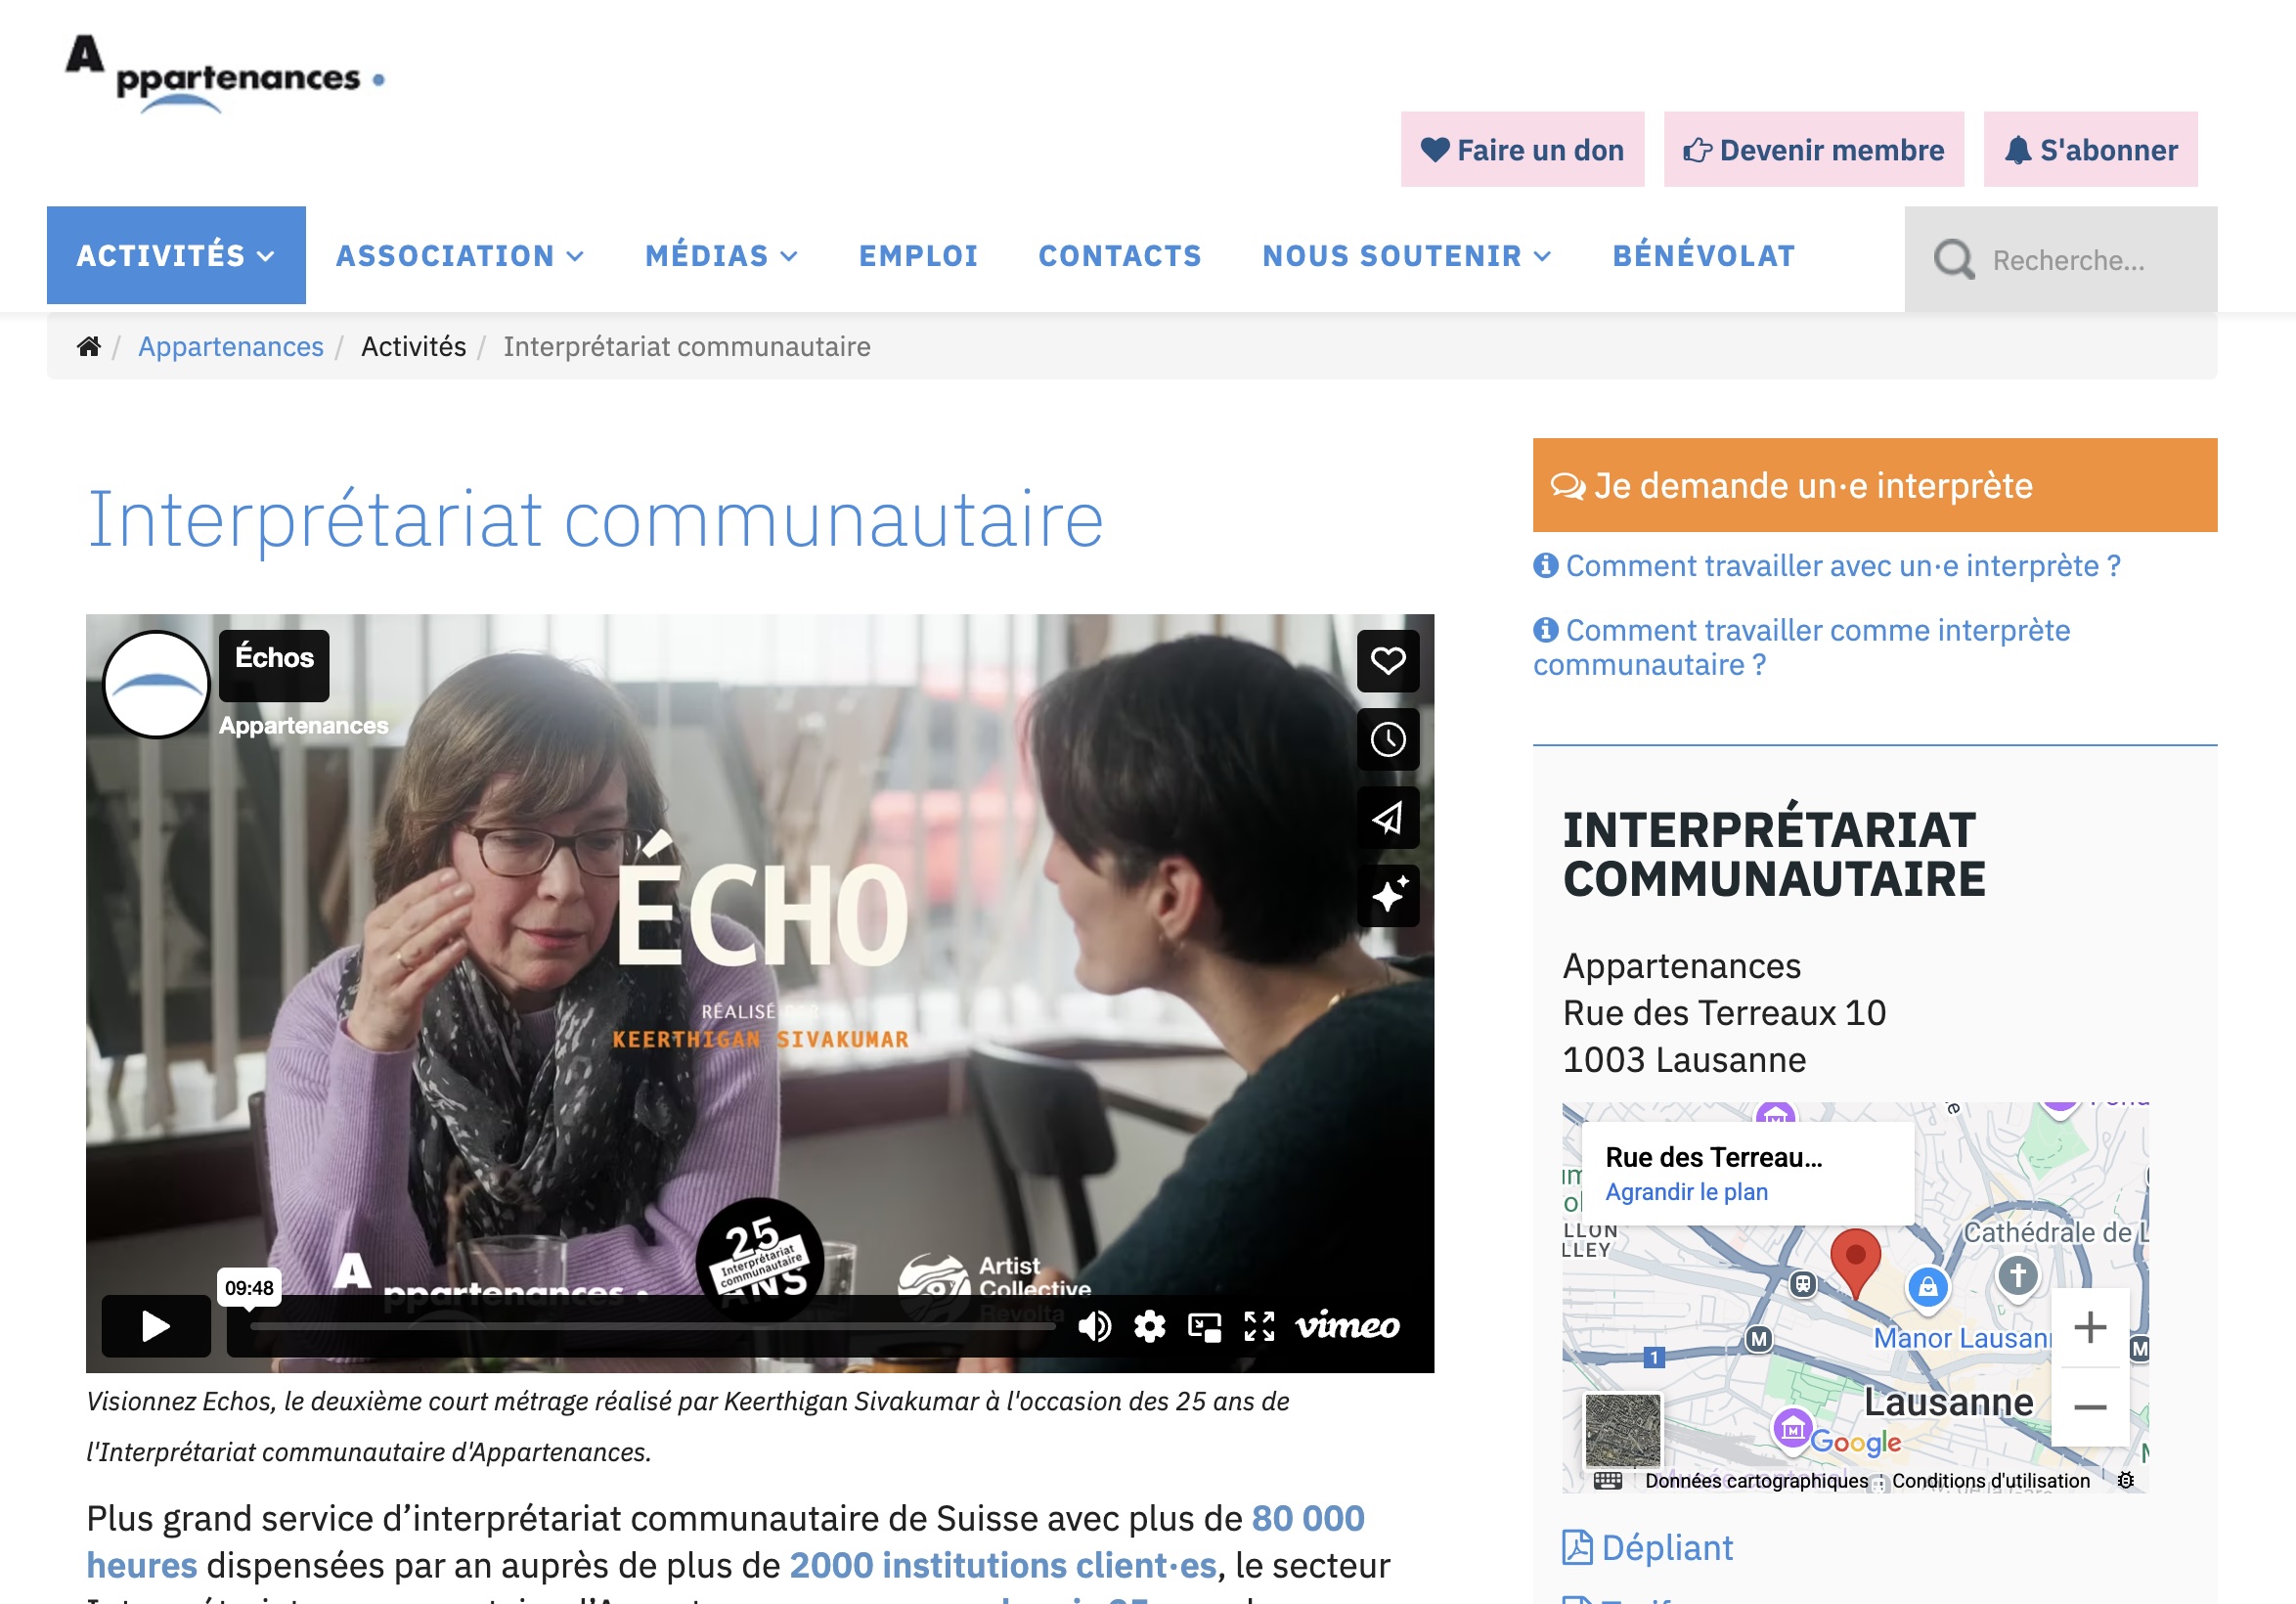 Appartenances
Faire un don
Devenir membre
S'abonner
ACTIVITÉS
ASSOCIATION
MÉDIAS
EMPLOI
CONTACTS
NOUS SOUTENIR
BÉNÉVOLAT
Recherche...
/ Appartenances / Activités / Interprétariat communautaire
Interprétariat communautaire
Échos
Appartenances
ÉCHO
RÉALISÉ PAR
KEERTHIGAN SIVAKUMAR
25
Interprétariat
communautaire
ANS
Appartenances
Artist
Collective
Revolta
09:48
vimeo
Visionnez Echos, le deuxième court métrage réalisé par Keerthigan Sivakumar à l'occasion des 25 ans de
l'Interprétariat communautaire d'Appartenances.
Plus grand service d’interprétariat communautaire de Suisse avec plus de 80 000
heures dispensées par an auprès de plus de 2000 institutions client·es, le secteur
Je demande un·e interprète
Comment travailler avec un·e interprète ?
Comment travailler comme interprète
communautaire ?
INTERPRÉTARIAT
COMMUNAUTAIRE
Appartenances
Rue des Terreaux 10
1003 Lausanne
Rue des Terreau...
Agrandir le plan
LLON
LLEY
Cathédrale de L
Manor Lausan
M
M
1
Lausanne
Google
Données cartographiques
Conditions d'utilisation
Dépliant